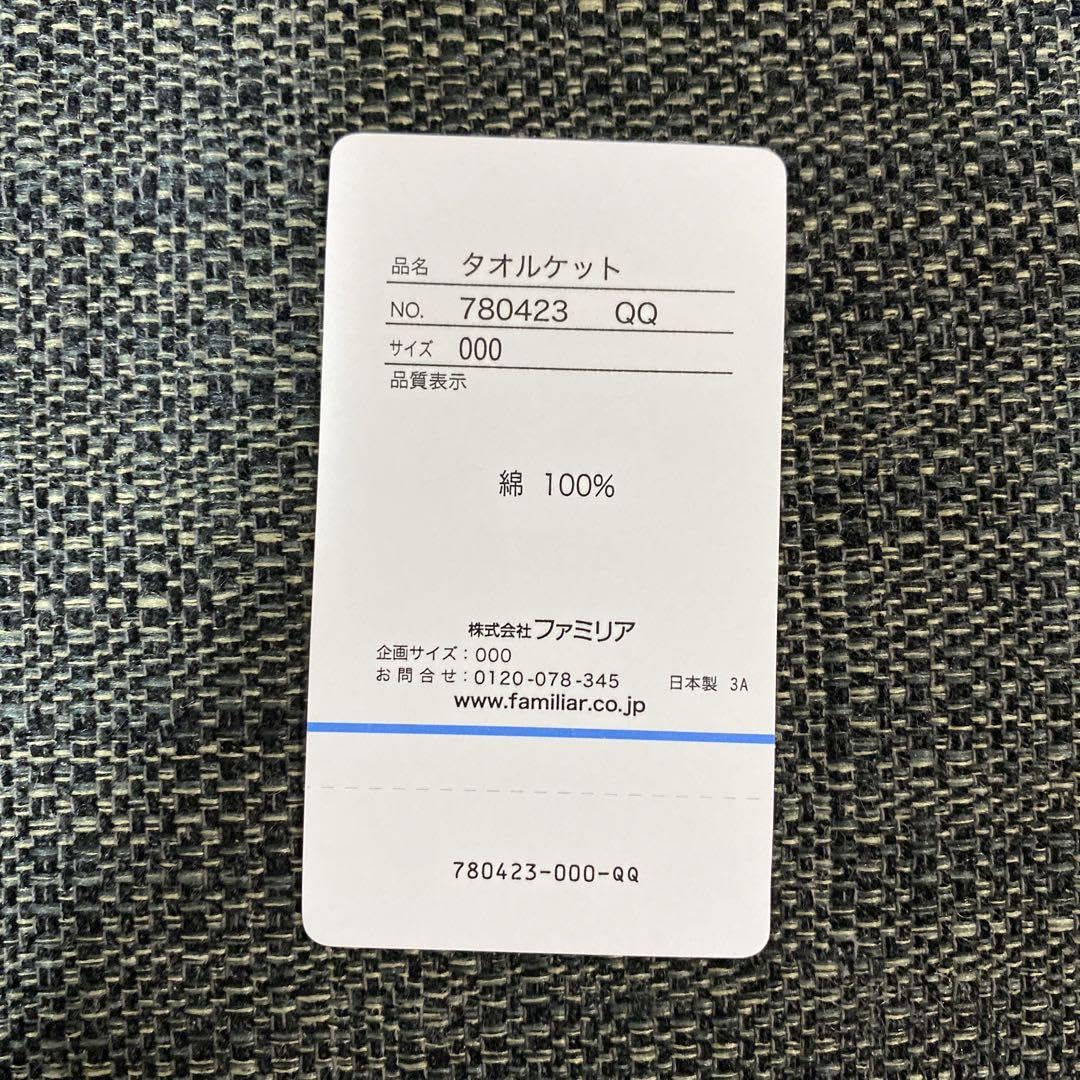 品名 タオルケット
NO. 780423 QQ
サイズ 000
品質表示
綿 100%
株式会社ファミリア
企画サイズ：000
お問合せ：0120-078-345 日本製 3A
www.familiar.co.jp
780423-000-QQ